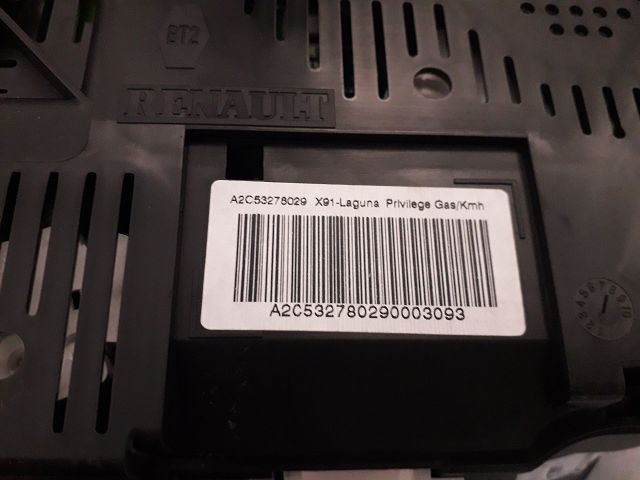 BT2
RENAULT
A2C53278029 X91-Laguna Privilege Gas/Kmh
A2C532780290003093